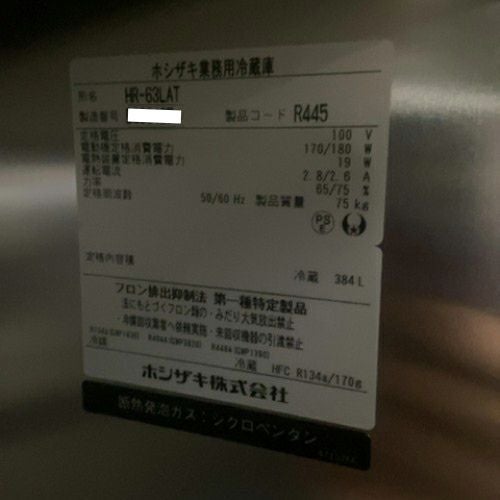 ホシザキ業務用冷蔵庫
形名 HR-63LAT
製造番号 製品コード R445
定格電圧 100 V
電動機定格消費電力 170/180 W
電熱装置定格消費電力 19 W
運転電流 2.8/2.6 A
力率 65/75 %
定格周波数 50/60 Hz 製品質量 75 kg
PS E
定格内容積
冷蔵 384 L
フロン排出抑制法 第一種特定製品
法にもとづくフロン類の・みだり大気放出禁止
・冷媒回収業者へ依頼実施・未回収機器の引渡禁止
R134a(GWP1430) R404A(GWP3920) R448A(GWP1390)
冷媒 冷蔵 HFC R134a/170g
ホシザキ株式会社
断熱発泡ガス：シクロペンタン